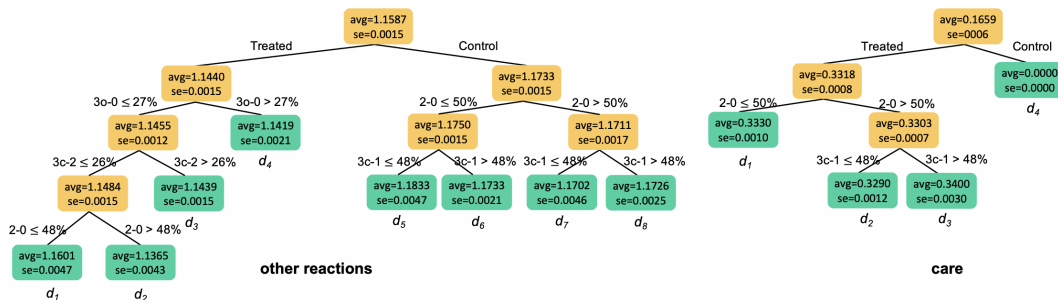 avg=1.1587
se=0.0015
Treated
Control
avg=1.1440
se=0.0015
avg=1.1733
se=0.0015
3o-0 ≤ 27%
3o-0 > 27%
2-0 ≤ 50%
2-0 > 50%
avg=1.1455
se=0.0012
avg=1.1419
se=0.0021
d4
avg=1.1750
se=0.0015
avg=1.1711
se=0.0017
3c-2 ≤ 26%
3c-2 > 26%
3c-1 ≤ 48%
3c-1 > 48%
3c-1 ≤ 48%
3c-1 > 48%
avg=1.1484
se=0.0015
avg=1.1439
se=0.0015
d3
avg=1.1833
se=0.0047
d5
avg=1.1733
se=0.0021
d6
avg=1.1702
se=0.0046
d7
avg=1.1726
se=0.0025
d8
2-0 ≤ 48%
2-0 > 48%
avg=1.1601
se=0.0047
d1
avg=1.1365
se=0.0043
d2
other reactions
avg=0.1659
se=0006
Treated
Control
avg=0.3318
se=0.0008
avg=0.0000
se=0.0000
d4
2-0 ≤ 50%
2-0 > 50%
avg=0.3330
se=0.0010
d1
avg=0.3303
se=0.0007
3c-1 ≤ 48%
3c-1 > 48%
avg=0.3290
se=0.0012
d2
avg=0.3400
se=0.0030
d3
care